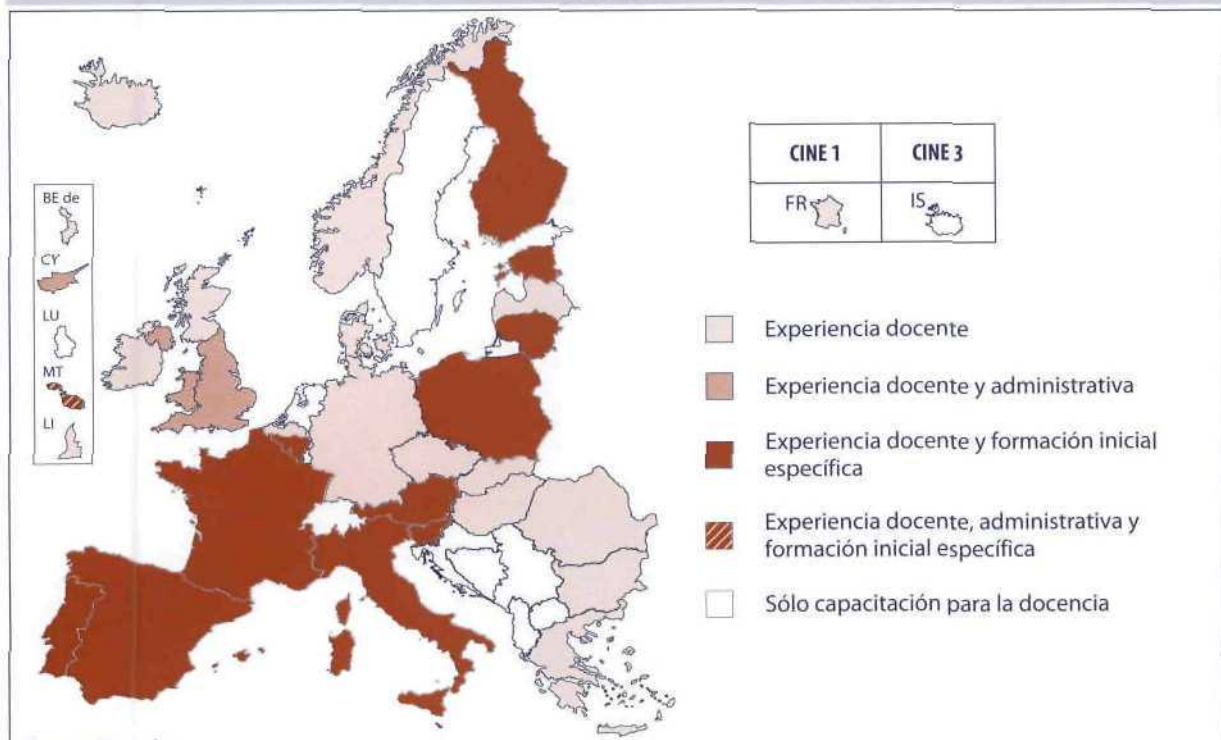 BE de
CY
LU
MT
LI
CINE 1 CINE 3
FR IS
Experiencia docente
Experiencia docente y administrativa
Experiencia docente y formación inicial
específica
Experiencia docente, administrativa y
formación inicial específica
Sólo capacitación para la docencia